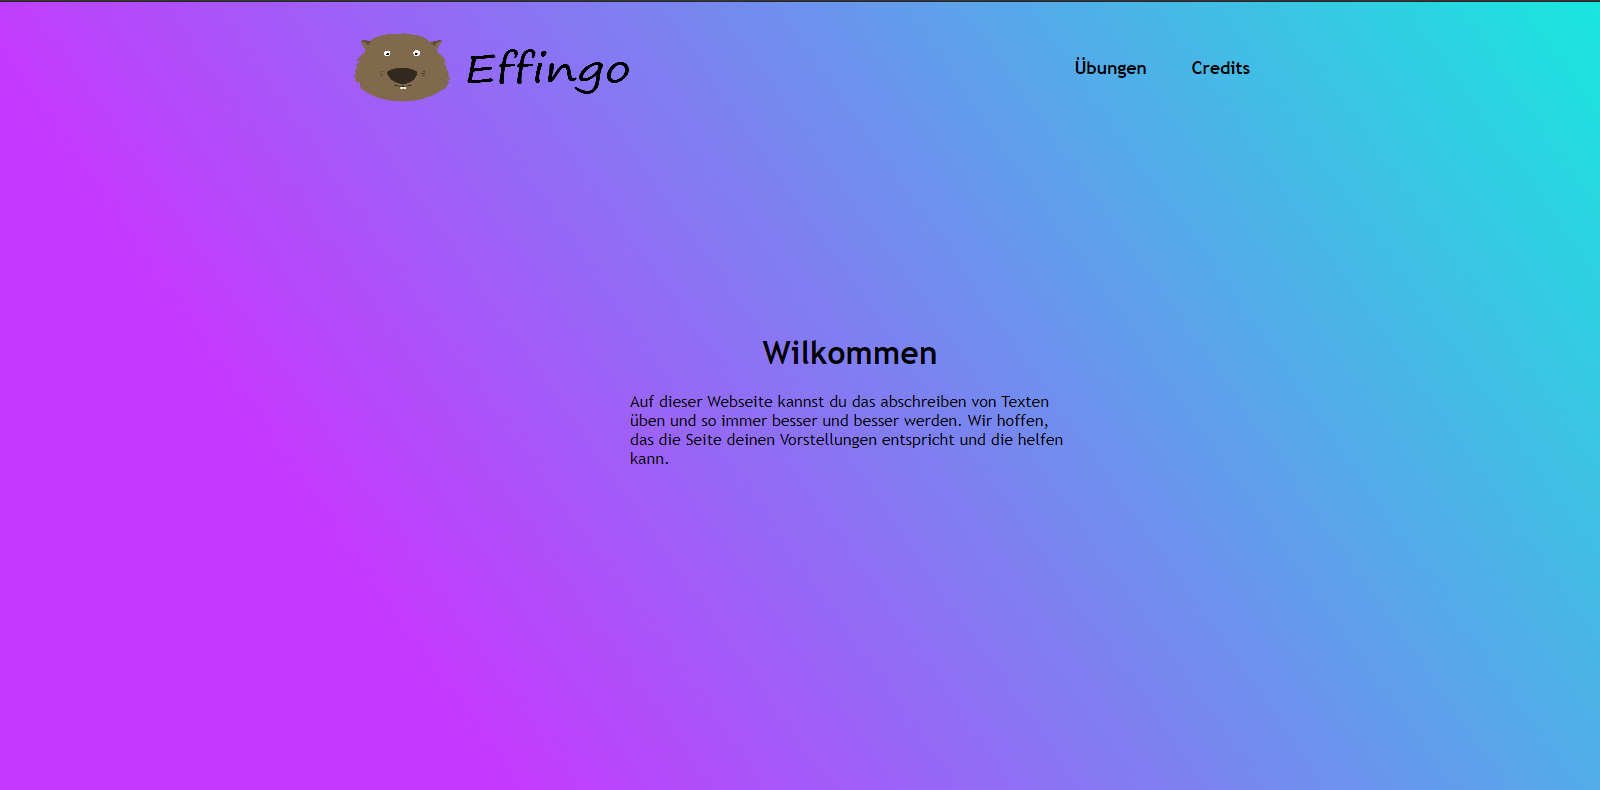 Effingo
Übungen
Credits
Wilkommen
Auf dieser Webseite kannst du das abschreiben von Texten
üben und so immer besser und besser werden. Wir hoffen,
das die Seite deinen Vorstellungen entspricht und die helfen
kann.